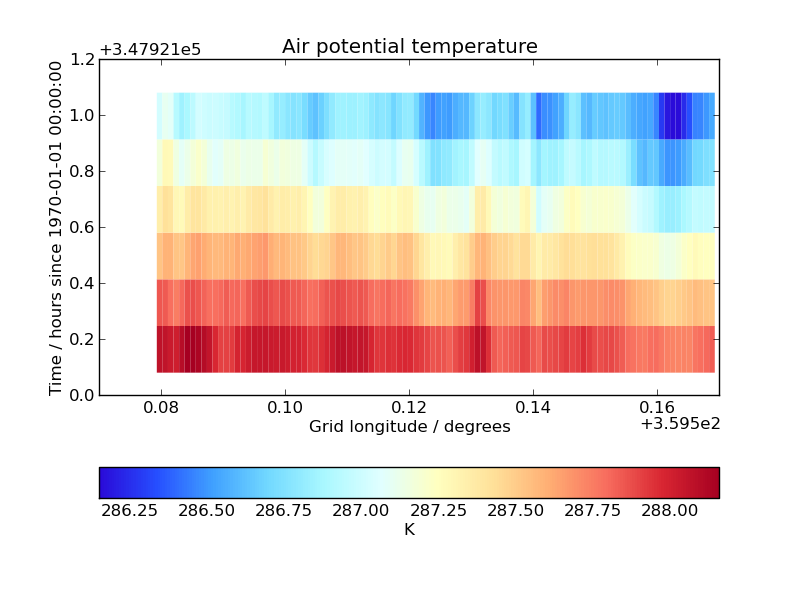 +3.47921e5
Air potential temperature
Time / hours since 1970-01-01 00:00:00
1.2
1.0
0.8
0.6
0.4
0.2
0.0
0.08 0.10 0.12 0.14 0.16
Grid longitude / degrees
+3.595e2
286.25 286.50 286.75 287.00 287.25 287.50 287.75 288.00
K